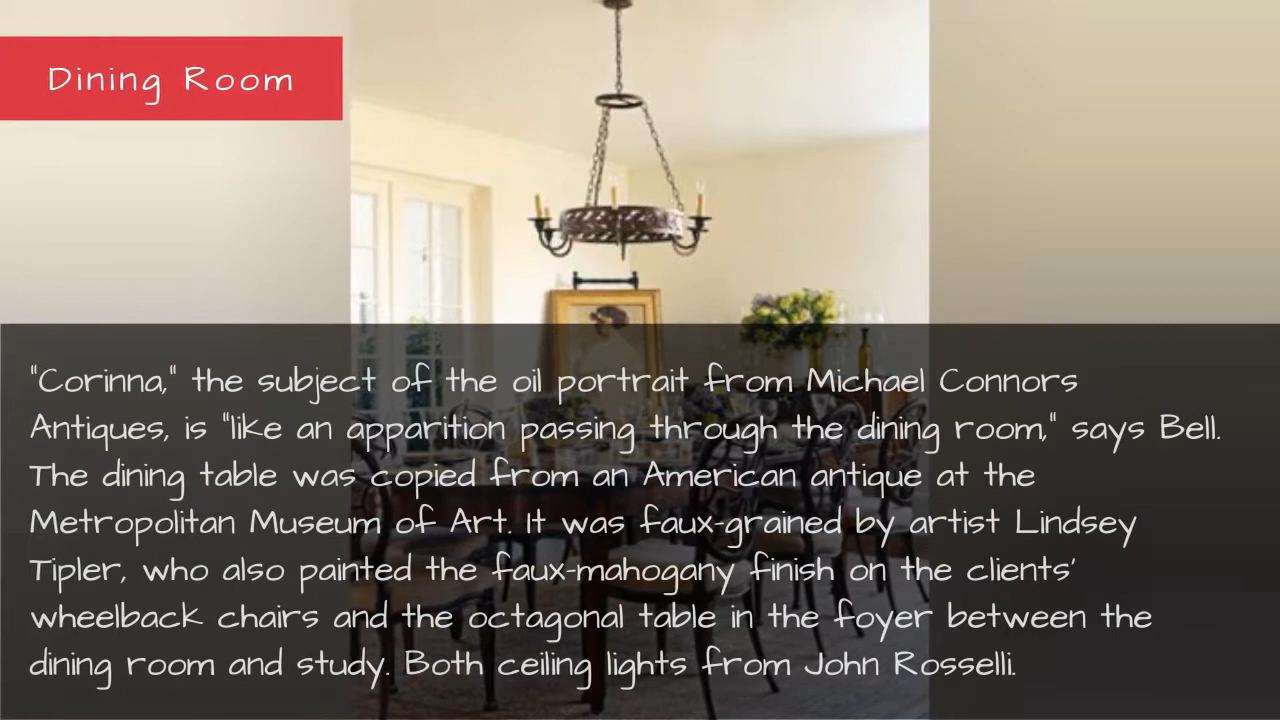 Dining Room
"Corinna," the subject of the oil portrait from Michael Connors
Antiques, is "like an apparition passing through the dining room," says Bell.
The dining table was copied from an American antique at the
Metropolitan Museum of Art. It was faux-grained by artist Lindsey
Tipler, who also painted the faux-mahogany finish on the clients'
wheelback chairs and the octagonal table in the foyer between the
dining room and study. Both ceiling lights from John Rosselli.